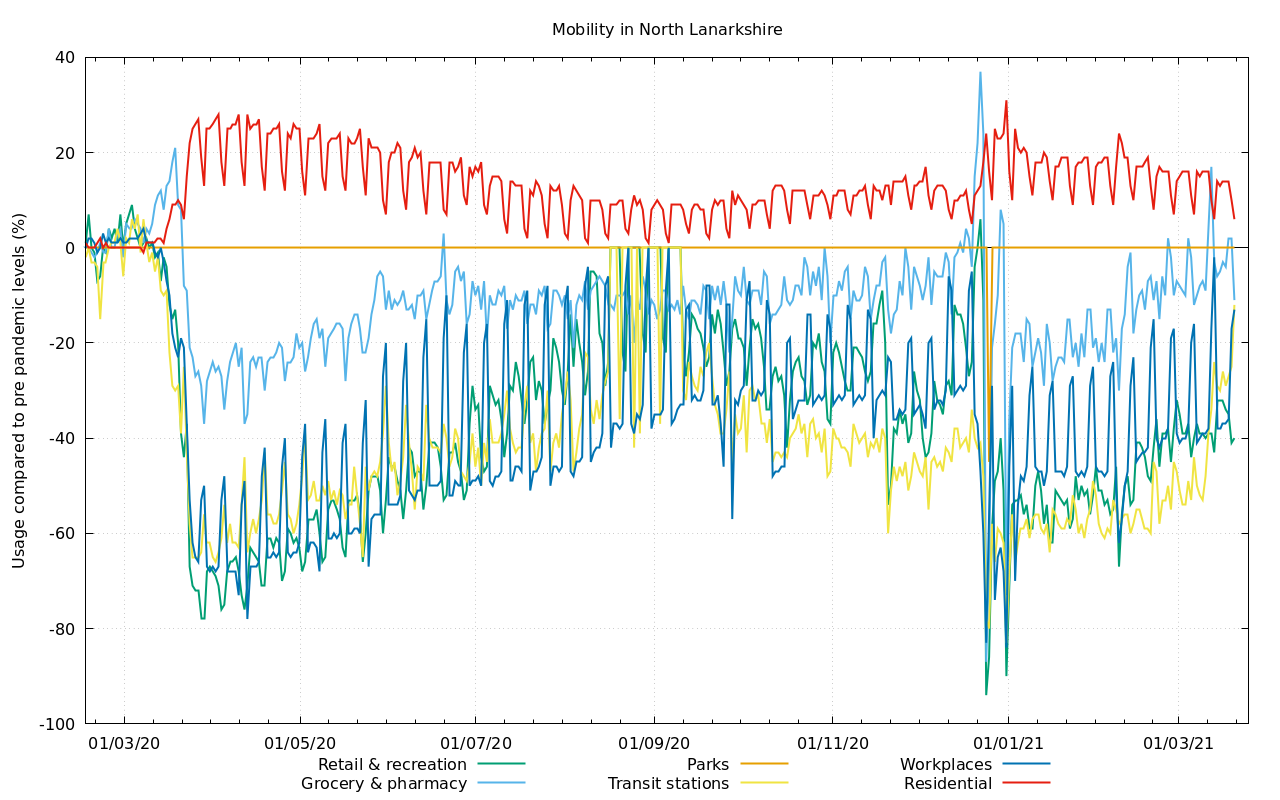 Mobility in North Lanarkshire
Usage compared to pre pandemic levels (%)
40
20
0
-20
-40
-60
-80
-100
01/03/20 01/05/20 01/07/20 01/09/20 01/11/20 01/01/21 01/03/21
Retail & recreation Parks Workplaces
Grocery & pharmacy Transit stations Residential